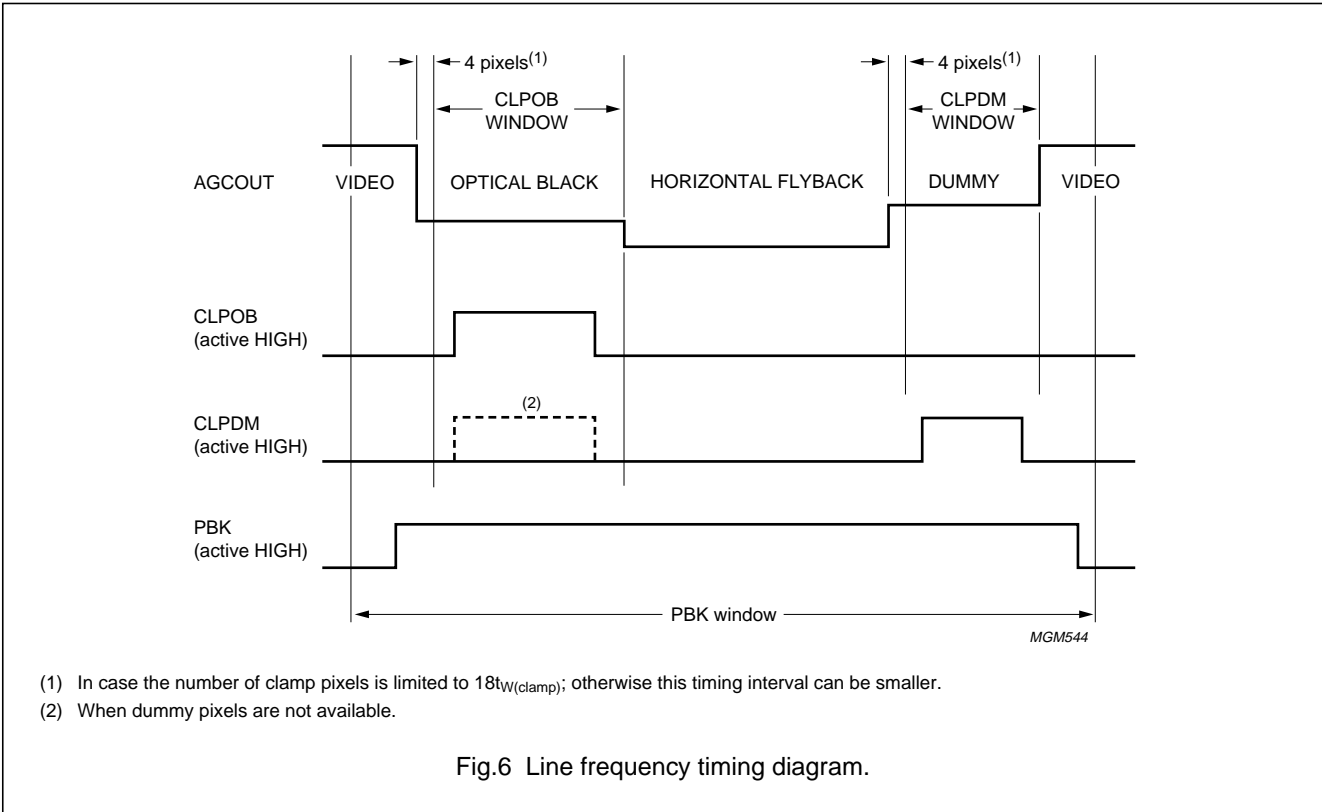 4 pixels(1) 4 pixels(1)
CLPOB CLPDM
WINDOW WINDOW
AGCOUT VIDEO OPTICAL BLACK HORIZONTAL FLYBACK DUMMY VIDEO
CLPOB
(active HIGH)
(2)
CLPDM
(active HIGH)
PBK
(active HIGH)
PBK window
MGM544
(1) In case the number of clamp pixels is limited to 18tW(clamp); otherwise this timing interval can be smaller.
(2) When dummy pixels are not available.
Fig.6 Line frequency timing diagram.